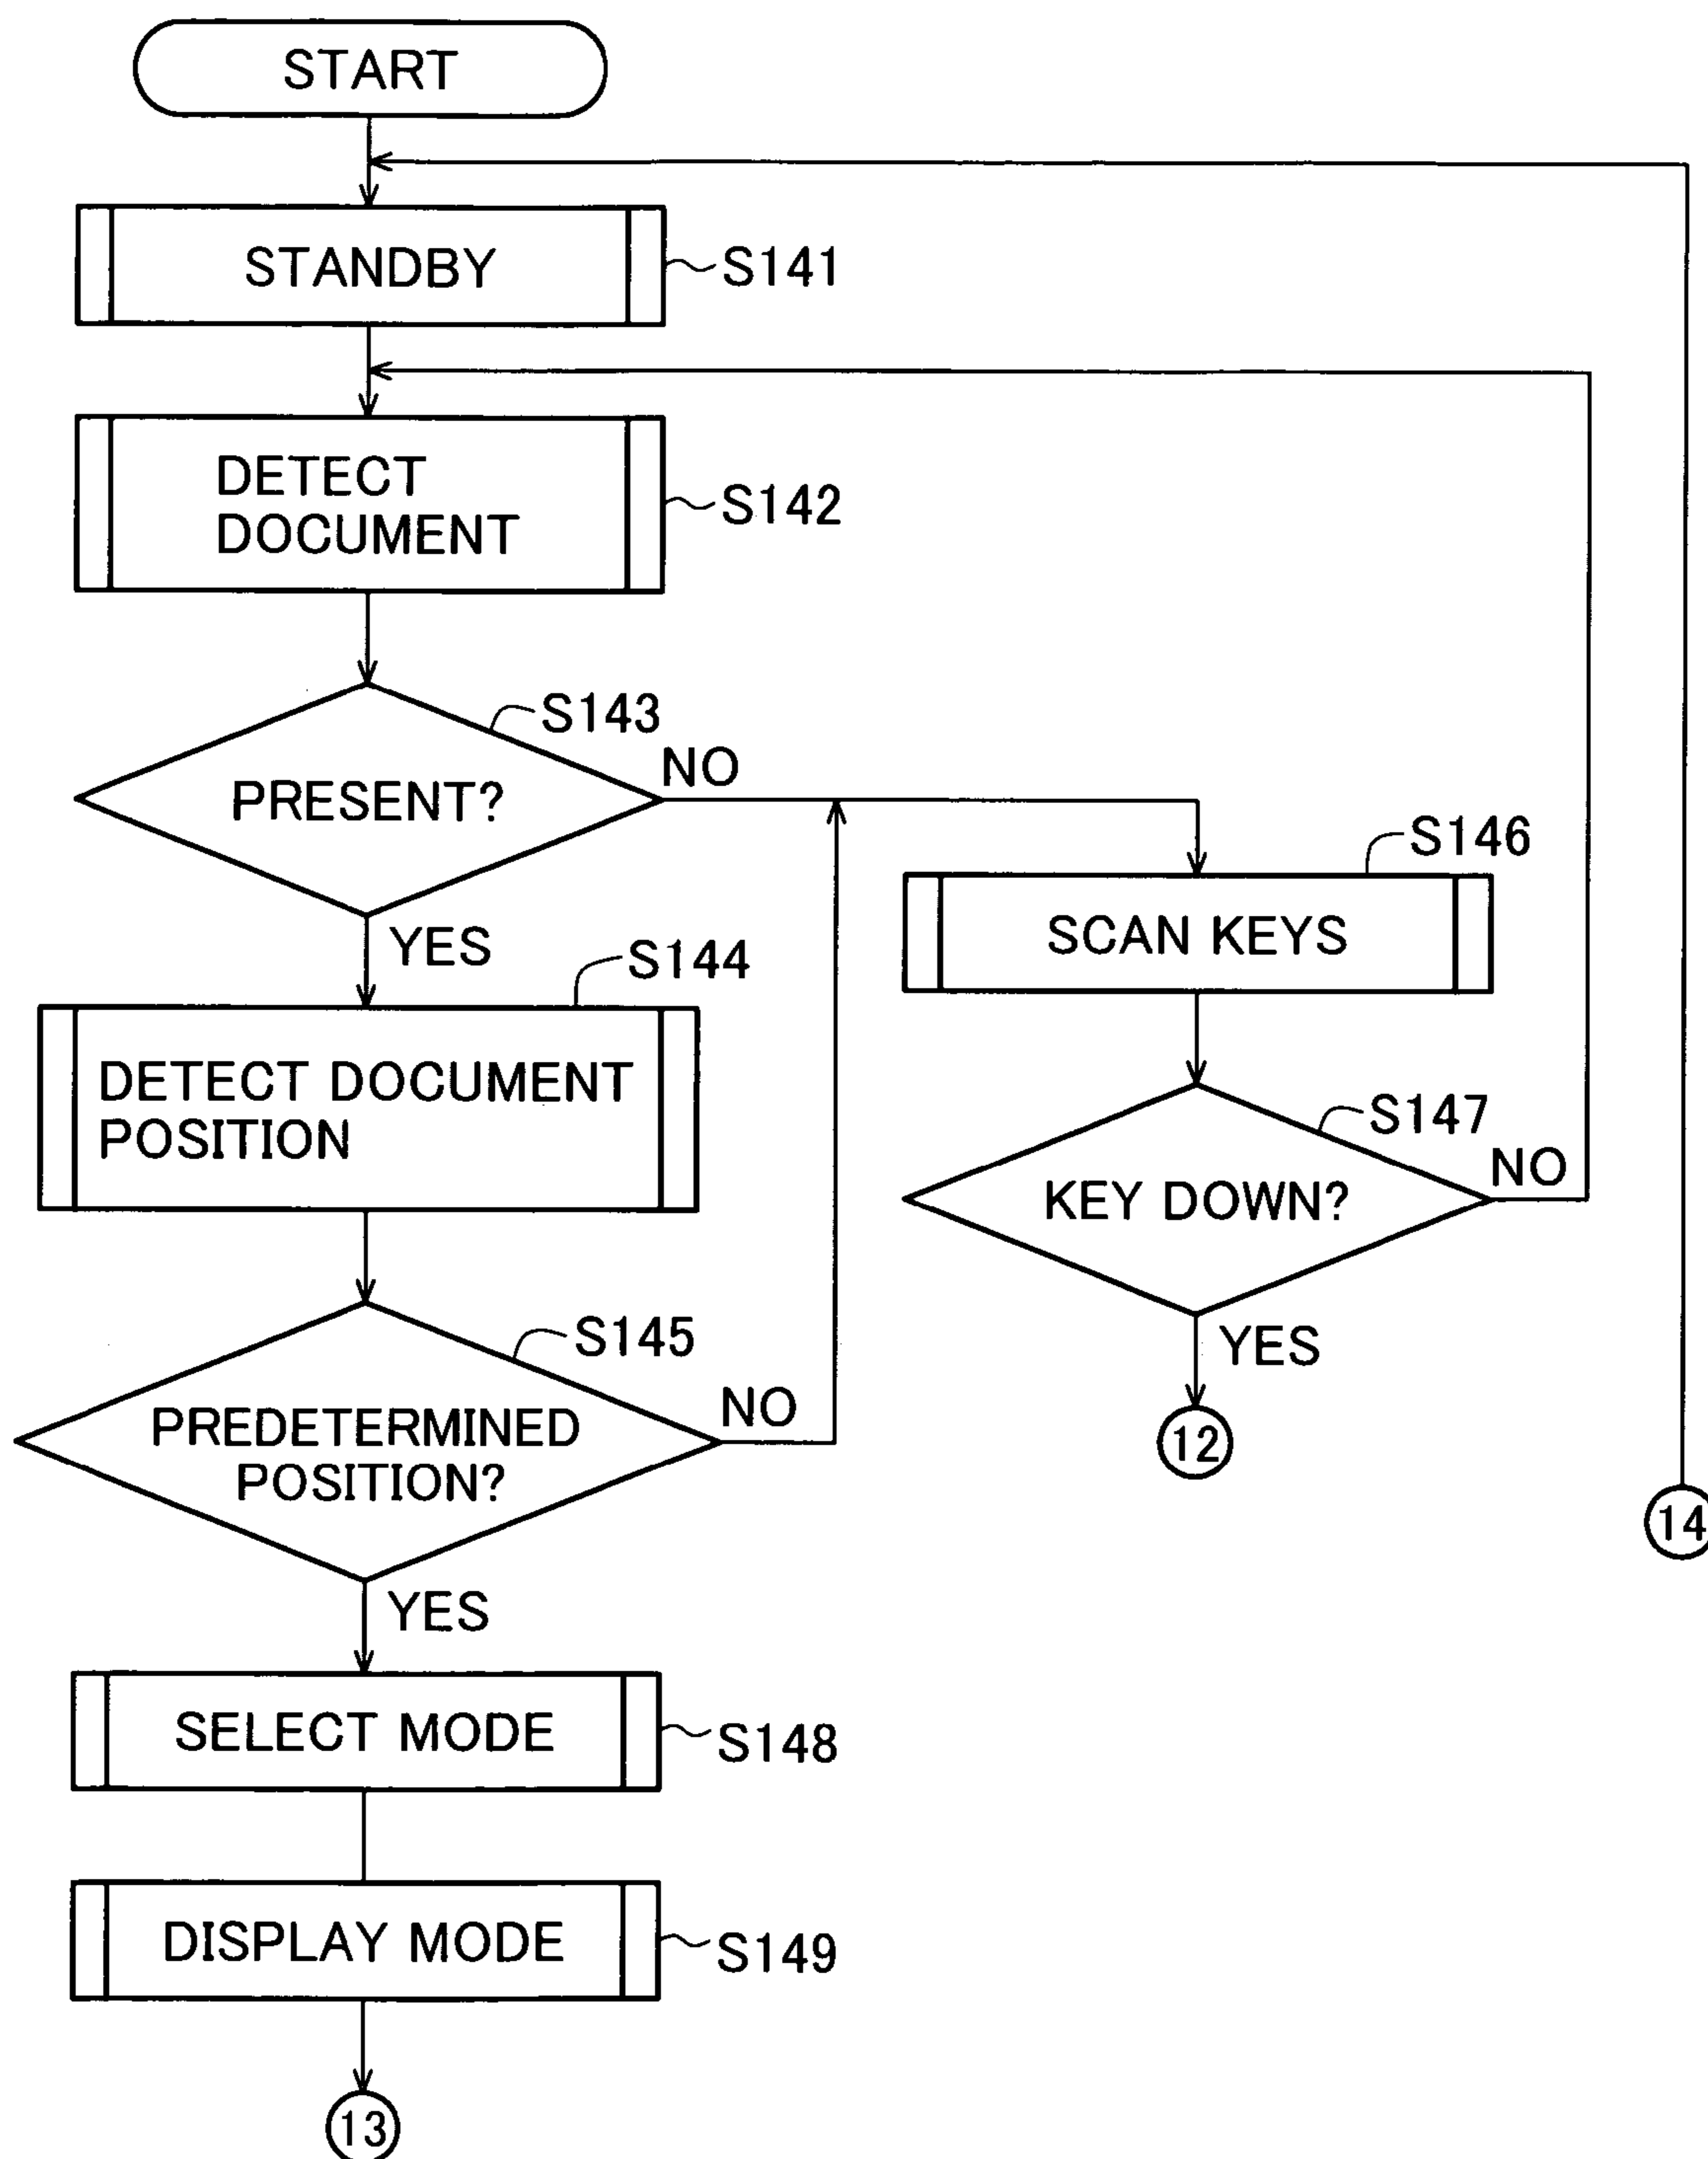 START
STANDBY
S141
DETECT
DOCUMENT
S142
S143
PRESENT?
NO
YES
S144
DETECT DOCUMENT
POSITION
S145
PREDETERMINED
POSITION?
NO
YES
S146
SCAN KEYS
S147
KEY DOWN?
NO
YES
12
14
SELECT MODE
S148
DISPLAY MODE
S149
13